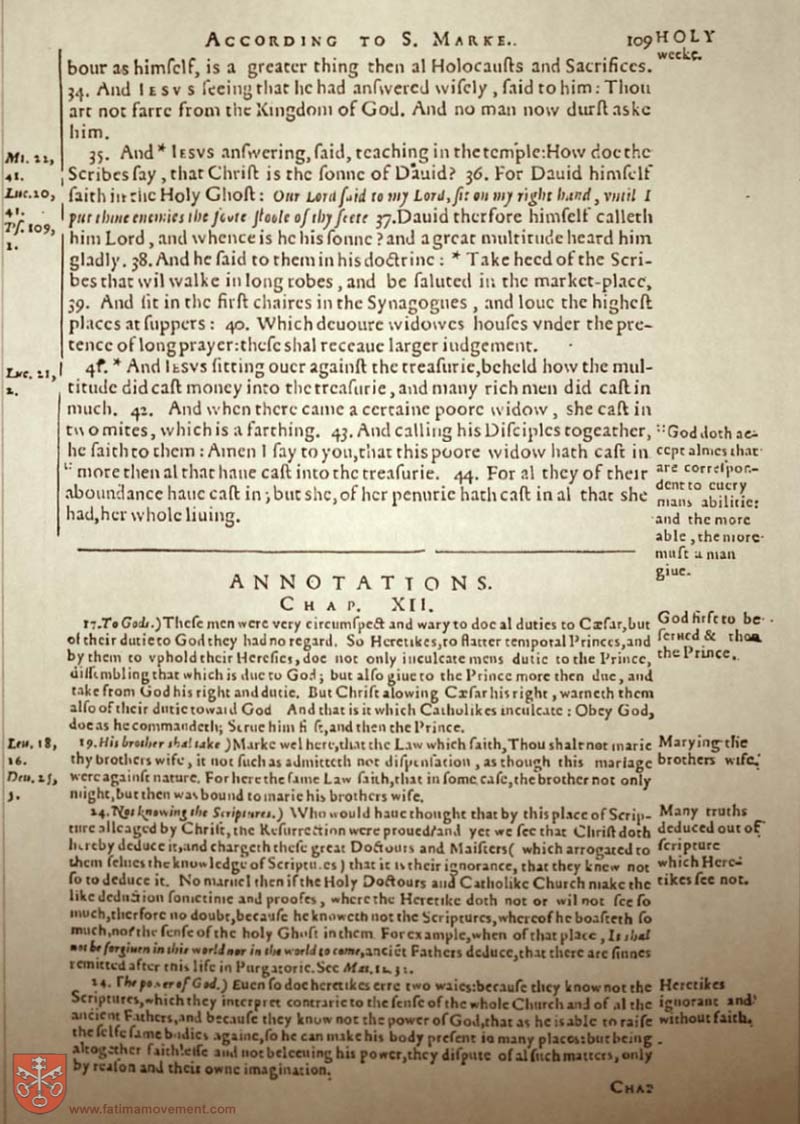 ACCORDING TO S. MARKE.. 109 HOLY
weeke.
bour as himſelf, is a greater thing then al Holocauſts and Sacrifices.
34. And IESVS ſeeing that he had anſwered wiſely, ſaid to him: Thou
art not farre from the Kingdom of God. And no man now durſt aske
him.
35. And * IESVS anſwering, ſaid, teaching in the temple: How doe the
Scribes ſay, that Chriſt is the ſonne of Dauid? 36. For Dauid himſelf
ſaith in the Holy Ghoſt: Our Lord ſaid to my Lord, ſit on my right hand, vntil I
put thine enemies the foote ſtoole of thy feete 37. Dauid therfore himſelf calleth
him Lord, and whence is he his ſonne? and a great multitude heard him
gladly. 38. And he ſaid to them in his doctrine: * Take heed of the Scri-
bes that wil walke in long robes, and be ſaluted in the market-place,
39. And ſit in the firſt chaires in the Synagogues, and loue the higheſt
places at ſuppers: 40. Which deuoure widowes houſes vnder the pre-
tence of long prayer: theſe shal receaue larger iudgement.
41. * And IESVS ſitting ouer againſt the treaſurie, beheld how the mul-
titude did caſt money into the treaſurie, and many rich men did caſt in
much. 42. And when there came a certaine poore widow, she caſt in
two mites, which is a farthing. 43. And calling his Diſciples togeather,
he ſaith to them: Amen I ſay to you, that this poore widow hath caſt in
:: more then al that haue caſt into the treaſurie. 44. For al they of their
aboundance haue caſt in; but she, of her penurie hath caſt in al that she
had, her whole liuing.
Mt. 22,
41.
Luc. 20,
41.
Pſ. 109,
1.
Luc. 21,
2.
:: God doth ac-
cept almes that
are correſpon-
dent to euery
mans abilitie:
and the more
able, the more
muſt a man
giue.
ANNOTATIONS.
CHAP. XII.
17. To God.) Theſe men were very circumſpect and wary to doe al duties to Cæſar, but
of their dutie to God they had no regard. So Heretikes, to flatter temporal Princes, and
by them to vphold their Hereſies, doe not only inculcate mens dutie to the Prince,
diſſembling that which is due to God; but alſo giue to the Prince more then due, and
take from God his right and dutie. But Chriſt alowing Cæſar his right, warneth them
alſo of their dutie toward God And that is it which Catholikes inculcate: Obey God,
doe as he commandeth; Serue him firſt, and then the Prince.
God firſt to be
ſerued & then
the Prince.
19. His brother shal take) Marke wel here, that the Law which ſaith, Thou shalt not marie
thy brothers wife, it not ſuch as admitteth not diſpenſation, as though this mariage
were againſt nature. For here the ſame Law ſaith, that in ſome caſe, the brother not only
might, but then was bound to marie his brothers wife.
Leu. 18,
16.
Deu. 25,
5.
Marying the
brothers wife.
24. Not knowing the Scriptures.) Who would haue thought that by this place of Scrip-
ture alleaged by Chriſt, the Reſurrection were proued? and yet we ſee that Chriſt doth
hereby deduce it, and chargeth theſe great Doctours and Maiſters (which arrogated to
them ſelues the knowledge of Scriptures) that it is their ignorance, that they knew not
ſo to deduce it. No maruel then if the Holy Doctours and Catholike Church make the
like deduction ſometime and proofes, where the Heretike doth not or wil not ſee ſo
much, therfore no doubt, becauſe he knoweth not the Scriptures, whereof he boaſteth ſo
much, nor the ſenſe of the holy Ghoſt in them. For example, when of that place, It shal
not be forgiuen in this world nor in the world to come, anciẽt Fathers deduce, that there are ſinnes
remitted after this life in Purgatorie. See Mat. 12. 32.
Many truths
deduced out of
ſcripture
which Here-
tikes ſee not.
24. The power of God.) Euen ſo doe heretikes erre two waies: becauſe they know not the
Scriptures, which they interpret contrarie to the ſenſe of the whole Church and of al the
ancient Fathers, and becauſe they know not the power of God, that as he is able to raiſe
the ſelfe ſame bodies againe, ſo he can make his body preſent in many places: but being
altogether faithleſſe and not beleeuing his power, they diſpute of al ſuch matters, only
by reaſon and their owne imagination.
Heretikes
ignorant and
without faith.
CHAP
www.fatimamovement.com